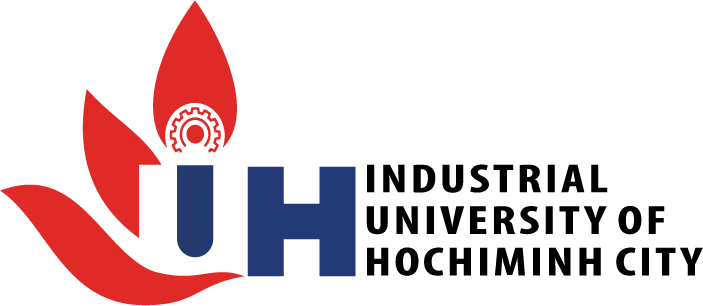 IUH
INDUSTRIAL
UNIVERSITY OF
HOCHIMINH CITY